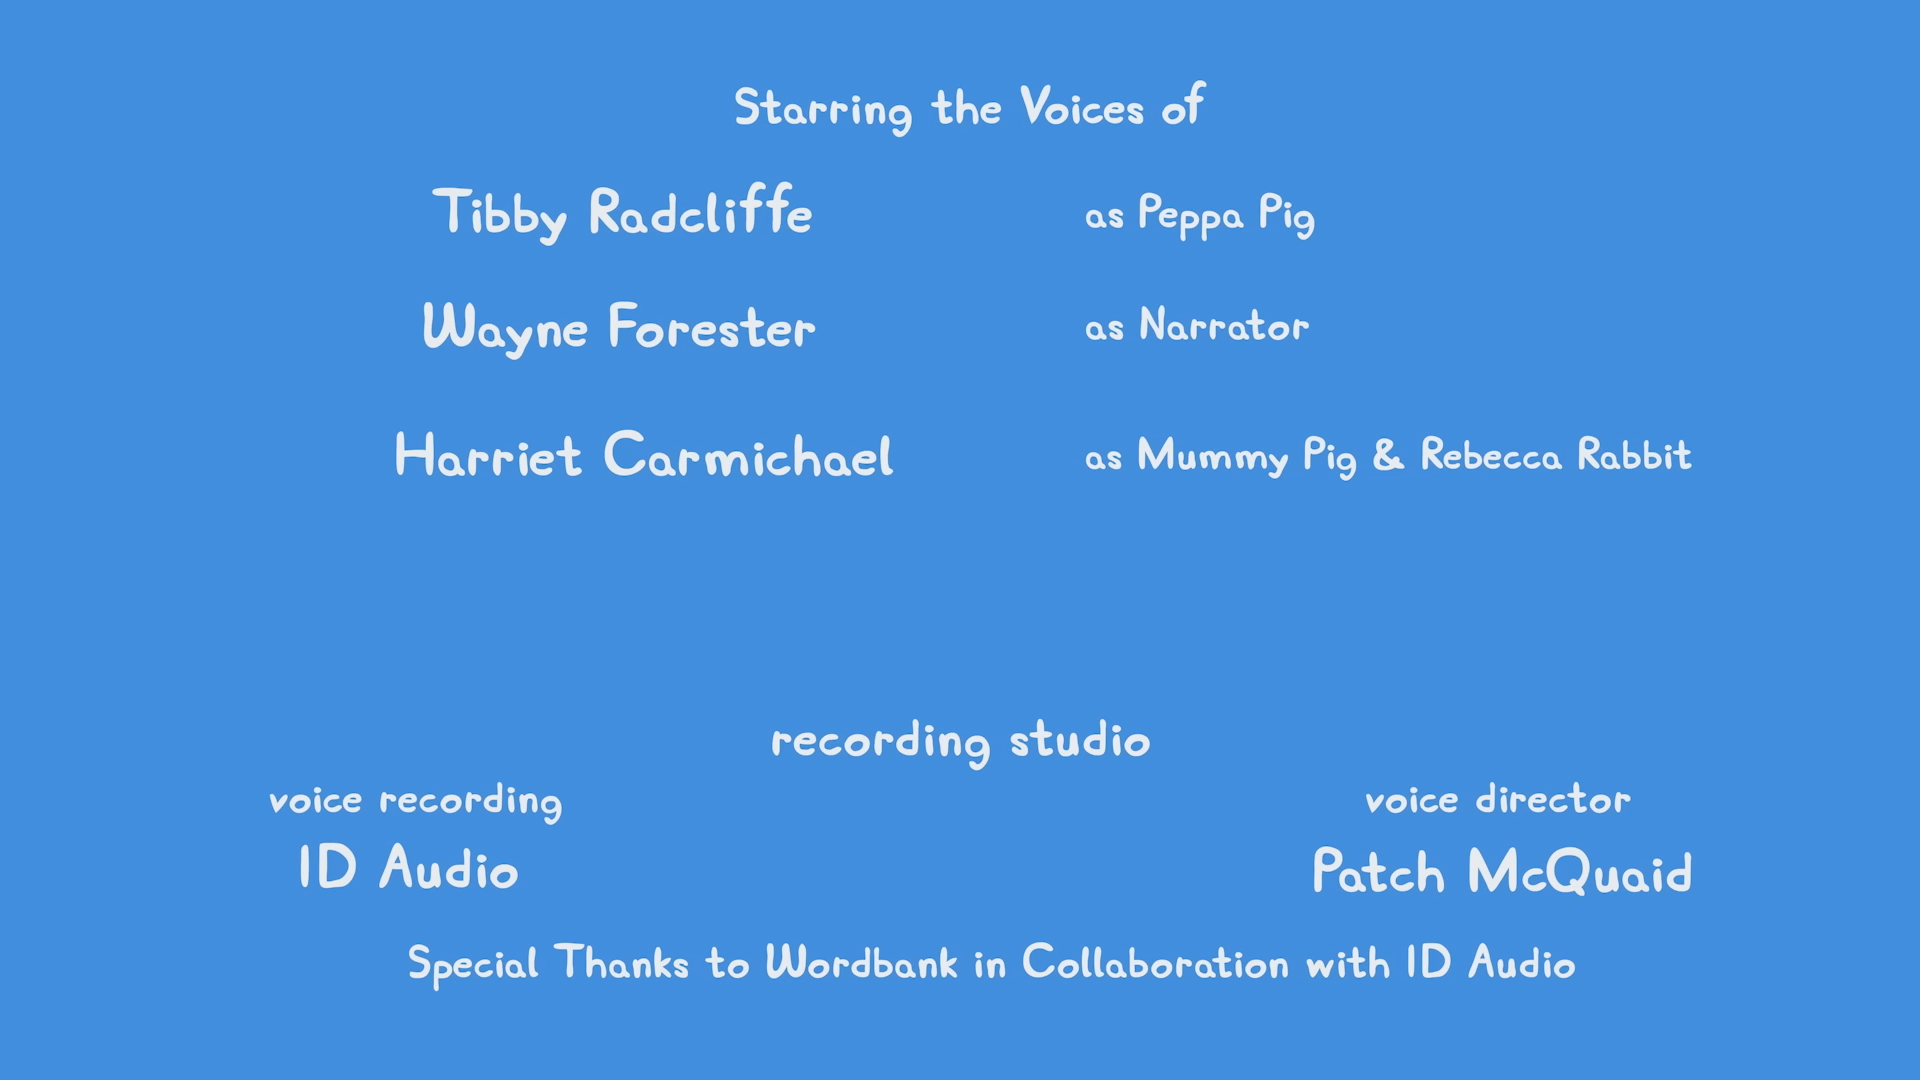 Starring the Voices of
Tibby Radcliffe as Peppa Pig
Wayne Forester as Narrator
Harriet Carmichael as Mummy Pig & Rebecca Rabbit
recording studio
voice recording voice director
ID Audio Patch McQuaid
Special Thanks to Wordbank in Collaboration with ID Audio